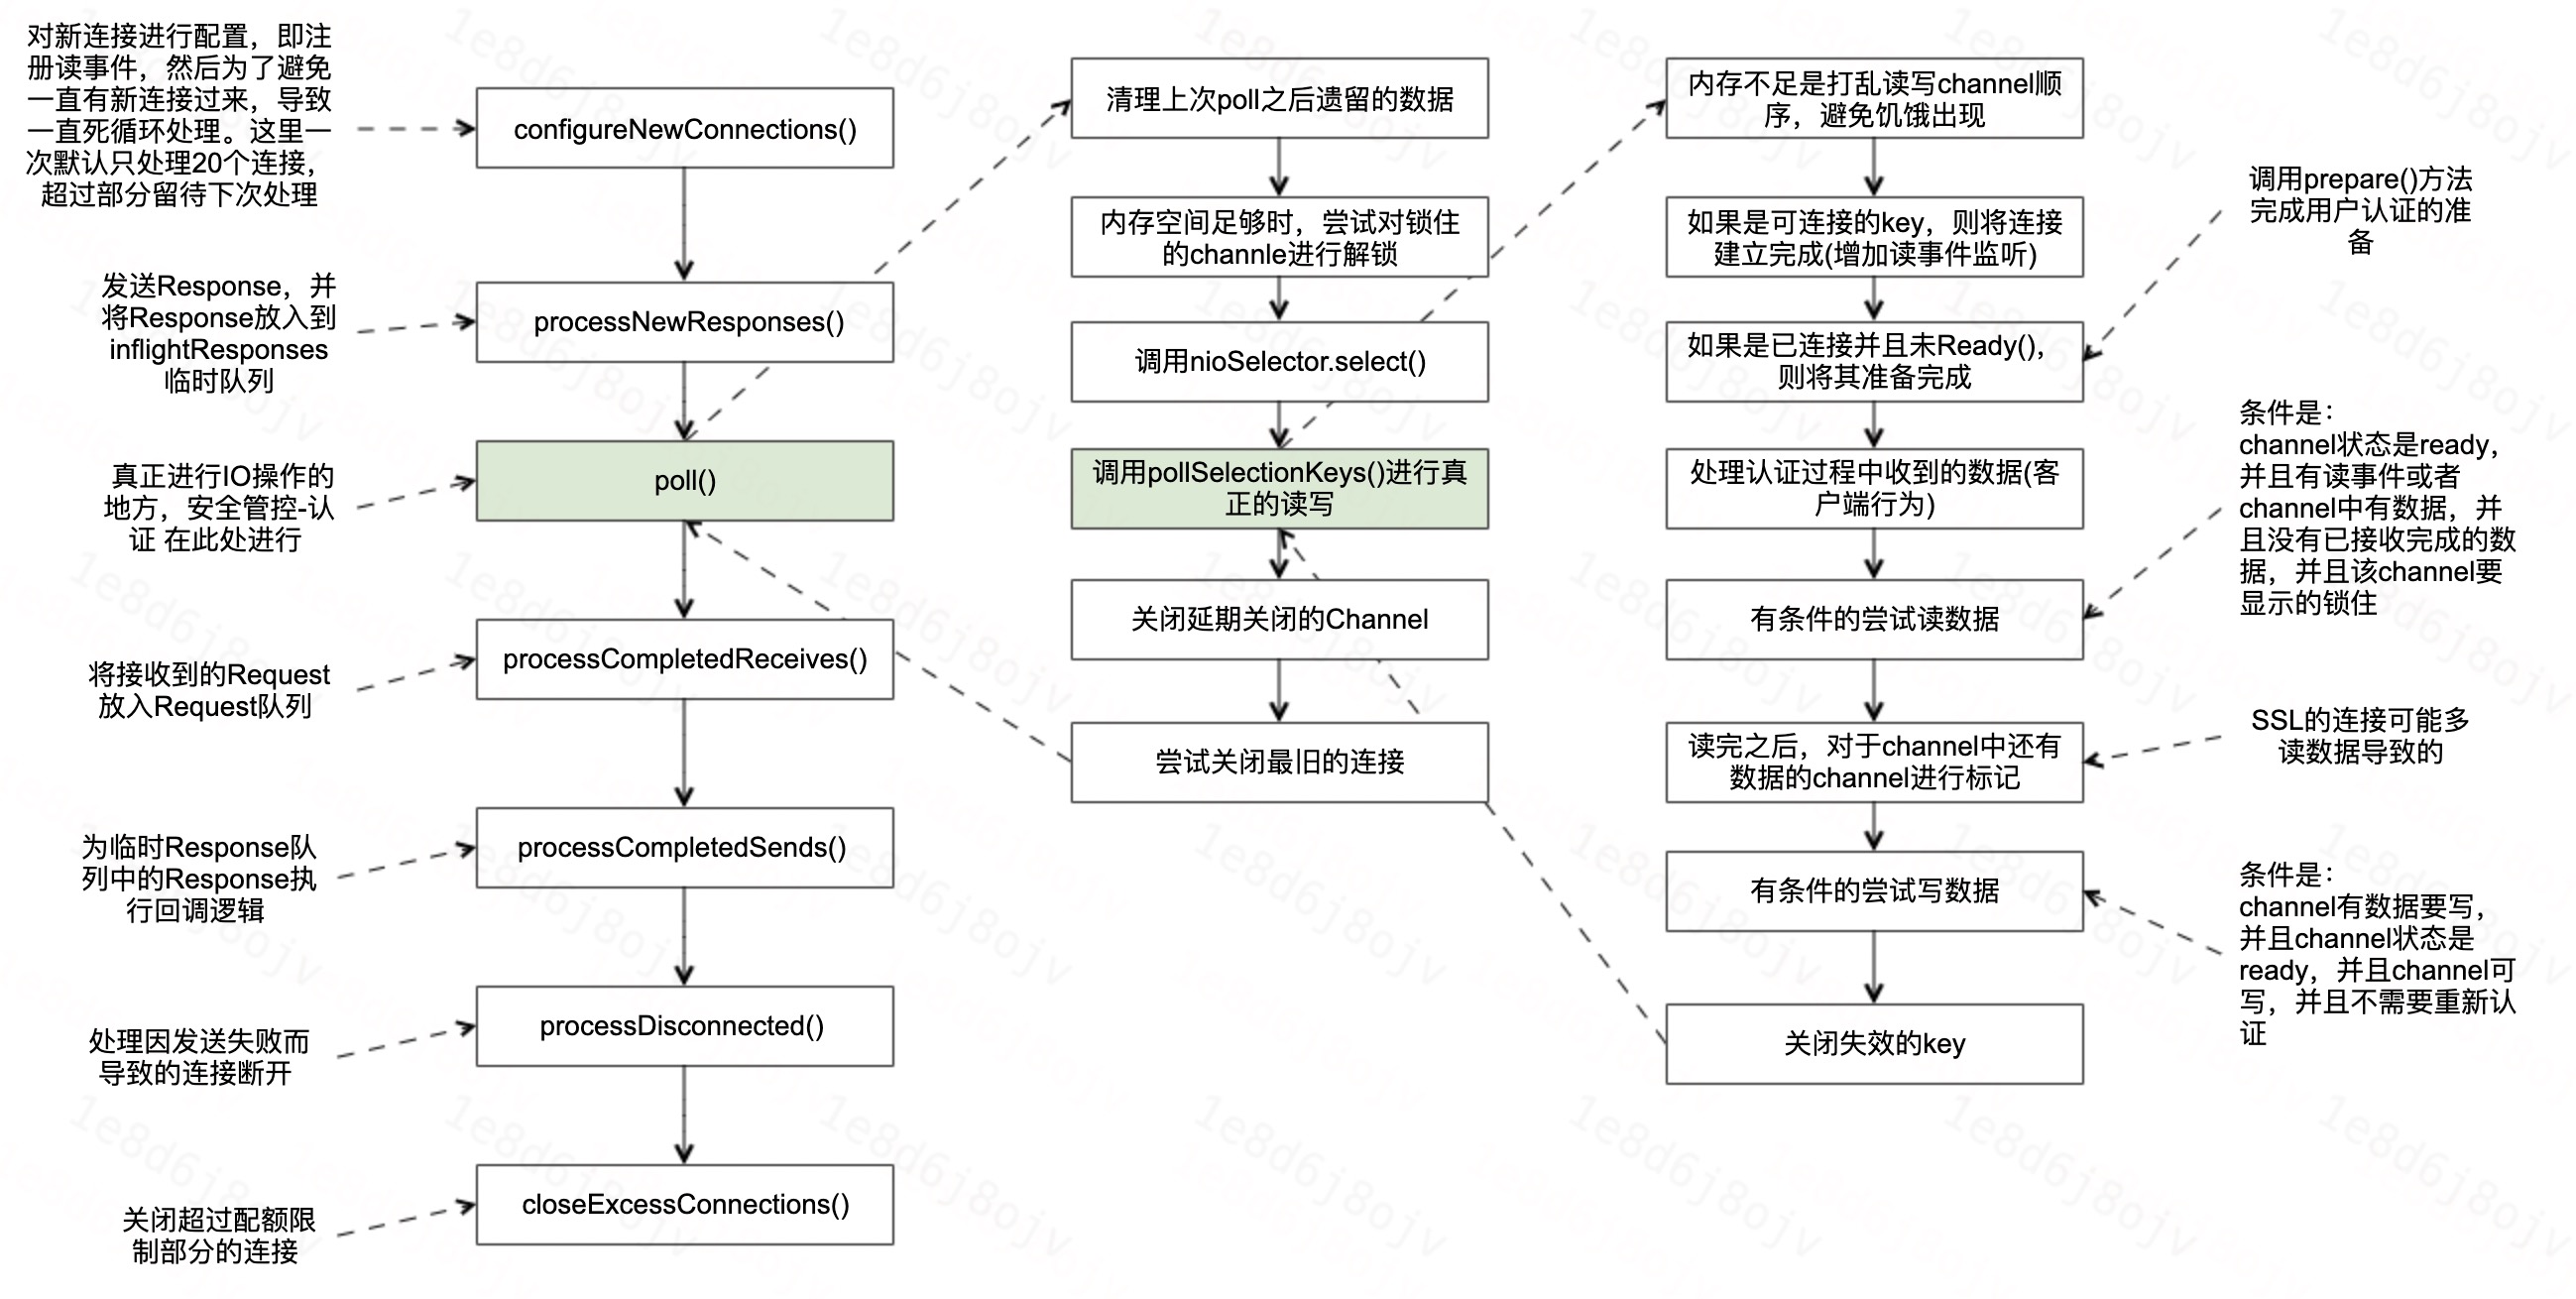 对新连接进行配置，即注
册读事件，然后为了避免
一直有新连接过来，导致
一直死循环处理。这里一
次默认只处理20个连接，
超过部分留待下次处理
configureNewConnections()
发送Response，并
将Response放入到
inflightResponses
临时队列
processNewResponses()
真正进行IO操作的
地方，安全管控-认
证 在此处进行
poll()
将接收到的Request
放入Request队列
processCompletedReceives()
为临时Response队
列中的Response执
行回调逻辑
processCompletedSends()
处理因发送失败而
导致的连接断开
processDisconnected()
关闭超过配额限
制部分的连接
closeExcessConnections()
清理上次poll之后遗留的数据
内存空间足够时，尝试对锁住
的channle进行解锁
调用nioSelector.select()
调用pollSelectionKeys()进行真
正的读写
关闭延期关闭的Channel
尝试关闭最旧的连接
内存不足是打乱读写channel顺
序，避免饥饿出现
如果是可连接的key，则将连接
建立完成(增加读事件监听)
如果是已连接并且未Ready()，
则将其准备完成
处理认证过程中收到的数据(客
户端行为)
有条件的尝试读数据
读完之后，对于channel中还有
数据的channel进行标记
有条件的尝试写数据
关闭失效的key
调用prepare()方法
完成用户认证的准
备
条件是：
channel状态是ready，
并且有读事件或者
channel中有数据，并
且没有已接收完成的数
据，并且该channel要
显示的锁住
SSL的连接可能多
读数据导致的
条件是：
channel有数据要写，
并且channel状态是
ready，并且channel可
写，并且不需要重新认
证
1e8d6j8ojv